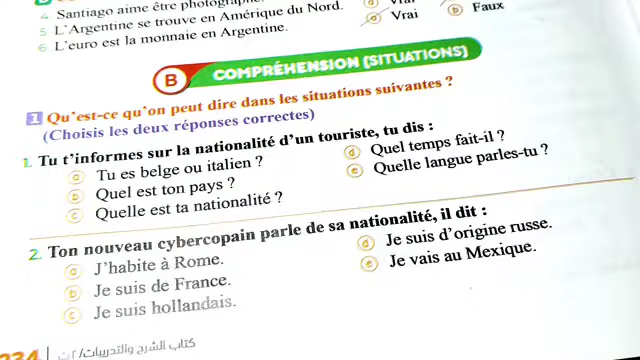 4 Santiago aime être
5 L'Argentine se trouve en Amérique du Nord. ⓐ Vrai ⓑ Faux
6 L'euro est la monnaie en Argentine.
B COMPRÉHENSION (SITUATIONS)
1 Qu'est-ce qu'on peut dire dans les situations suivantes ?
(Choisis les deux réponses correctes)
1. Tu t'informes sur la nationalité d'un touriste, tu dis :
ⓐ Tu es belge ou italien ?
ⓑ Quel est ton pays ?
ⓒ Quelle est ta nationalité ?
ⓓ Quel temps fait-il ?
ⓔ Quelle langue parles-tu ?
2. Ton nouveau cybercopain parle de sa nationalité, il dit :
ⓐ J'habite à Rome.
ⓑ Je suis de France.
ⓒ Je suis hollandais.
ⓓ Je suis d'origine russe.
ⓔ Je vais au Mexique.
234 كتاب الشرح والتدريبات